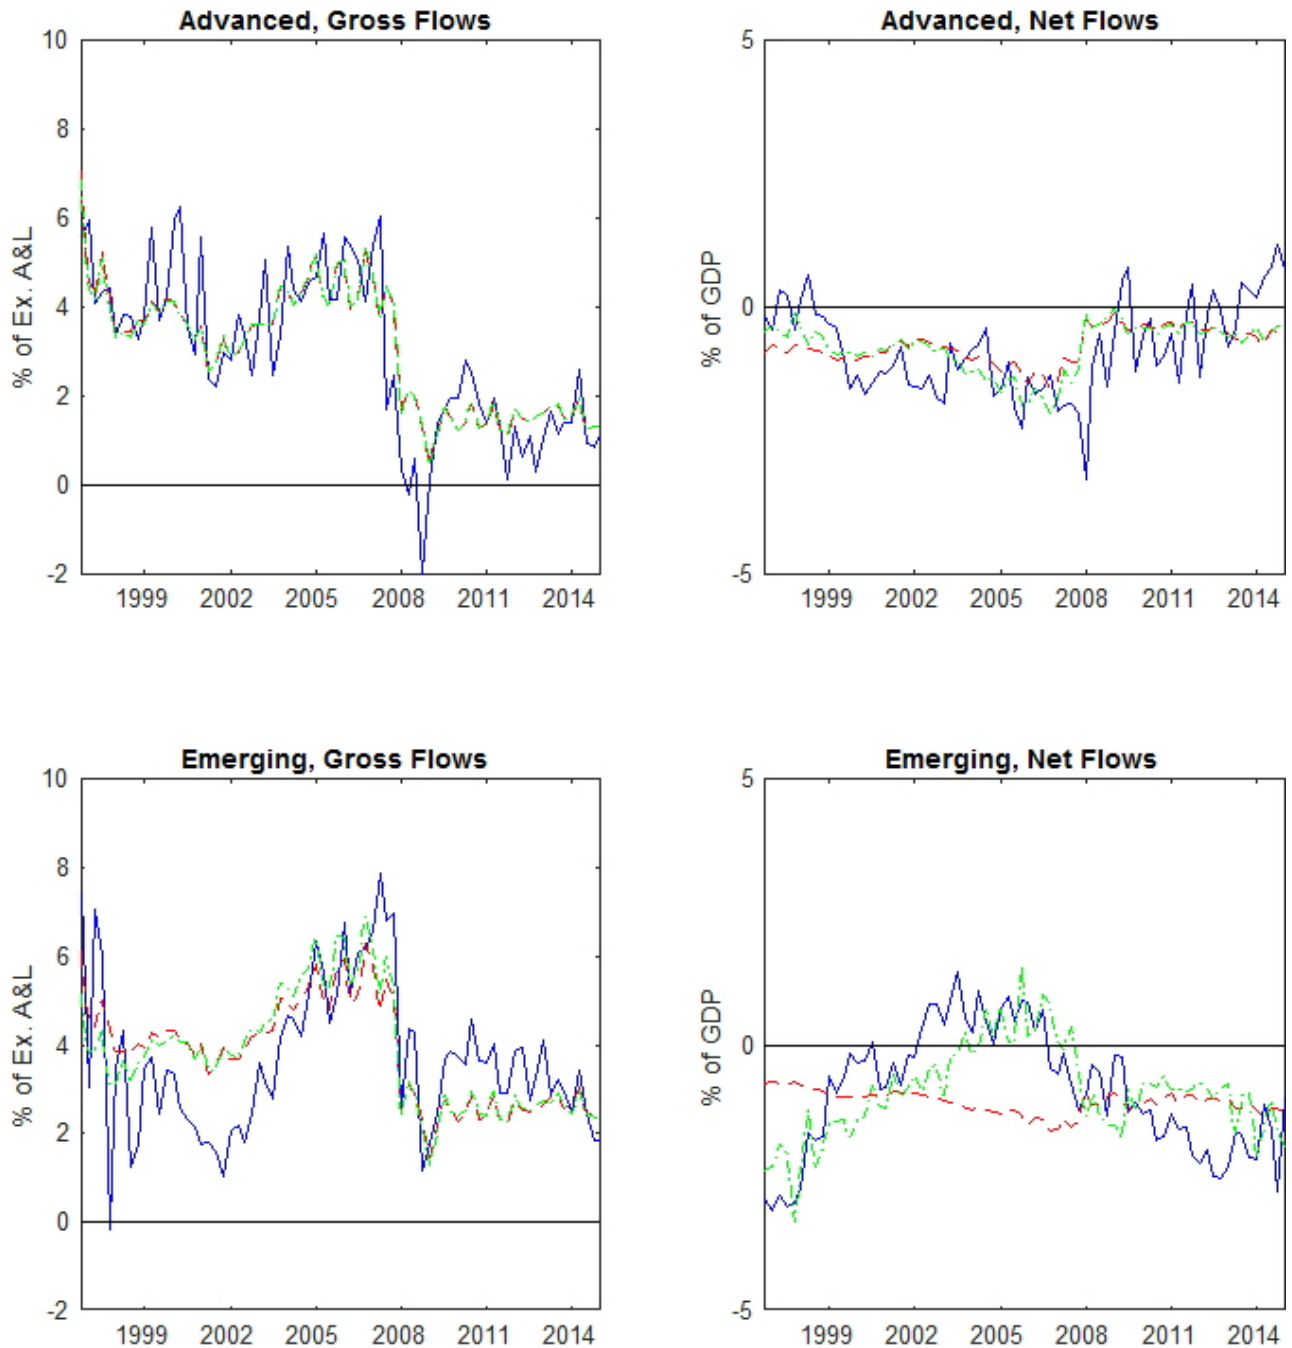 Advanced, Gross Flows
10
8
6
4
2
0
-2
% of Ex. A&L
1999 2002 2005 2008 2011 2014
Advanced, Net Flows
5
0
-5
% of GDP
1999 2002 2005 2008 2011 2014
Emerging, Gross Flows
10
8
6
4
2
0
-2
% of Ex. A&L
1999 2002 2005 2008 2011 2014
Emerging, Net Flows
5
0
-5
% of GDP
1999 2002 2005 2008 2011 2014